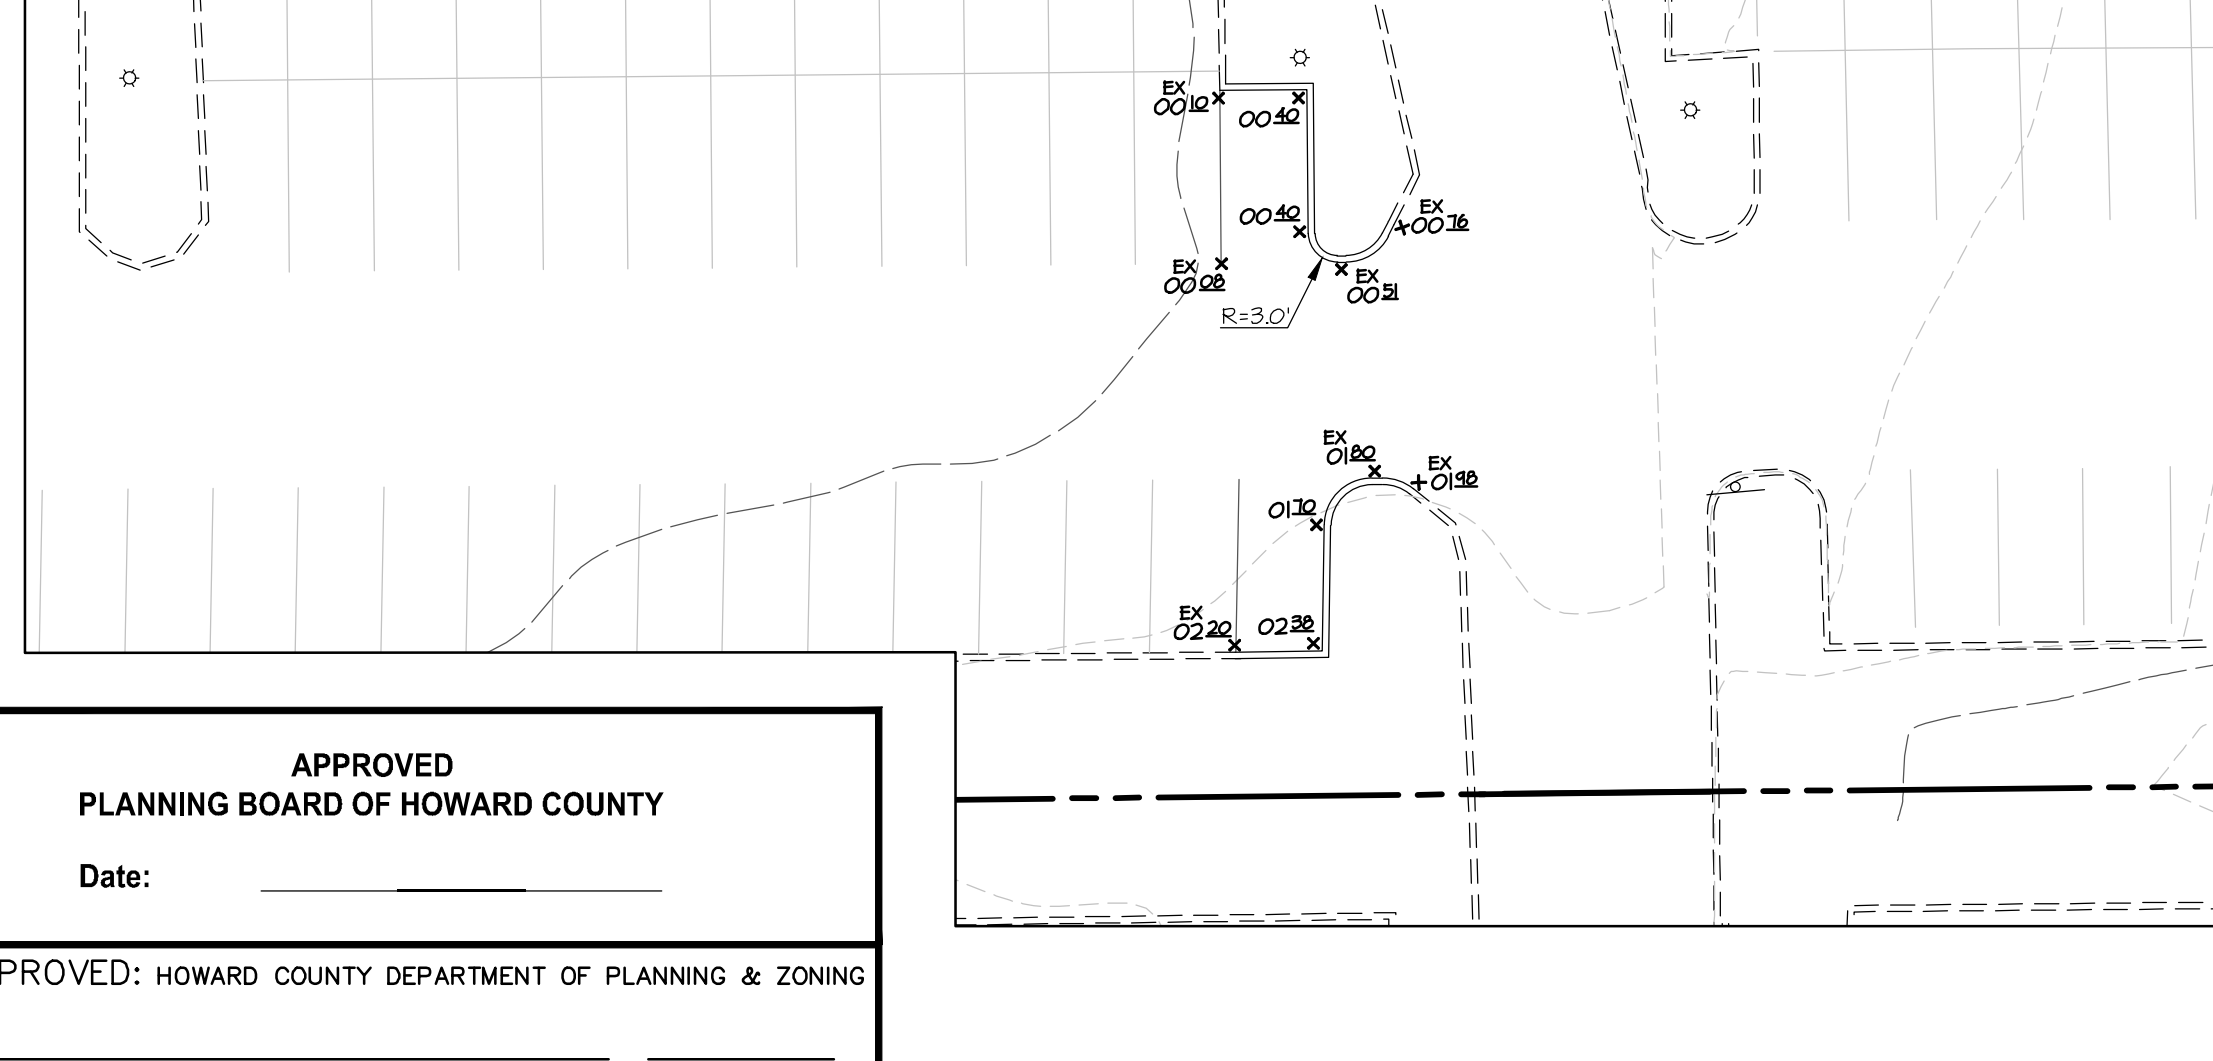 EX
0010
0040
0040
EX
0076
EX
0008
EX
0051
R=3.0'
EX
0180
EX
0198
0170
EX
0220
0238
APPROVED
PLANNING BOARD OF HOWARD COUNTY
Date:
PROVED: HOWARD COUNTY DEPARTMENT OF PLANNING & ZONING